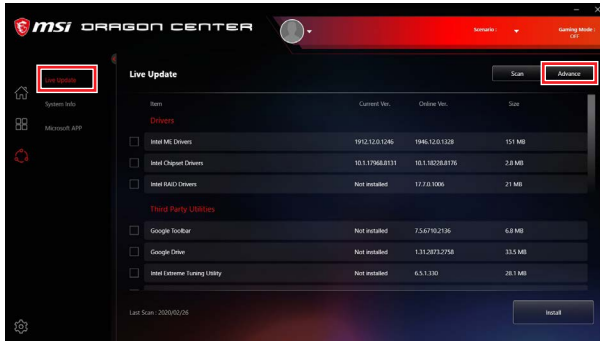 msi DRAGON CENTER
Scenario :
Gaming Mode :
OFF
Live Update
System Info
Microsoft APP
Live Update
Scan
Advance
Item Current Ver. Online Ver. Size
Drivers
Intel ME Drivers 1912.12.0.1246 1946.12.0.1328 151 MB
Intel Chipset Drivers 10.1.17968.8131 10.1.18228.8176 2.8 MB
Intel RAID Drivers Not installed 17.7.0.1006 21 MB
Third Party Utilities
Google Toolbar Not installed 7.5.6710.2136 6.8 MB
Google Drive Not installed 1.31.2873.2758 33.5 MB
Intel Extreme Tuning Utility Not installed 6.5.1.330 28.1 MB
Last Scan : 2020/02/26
Install